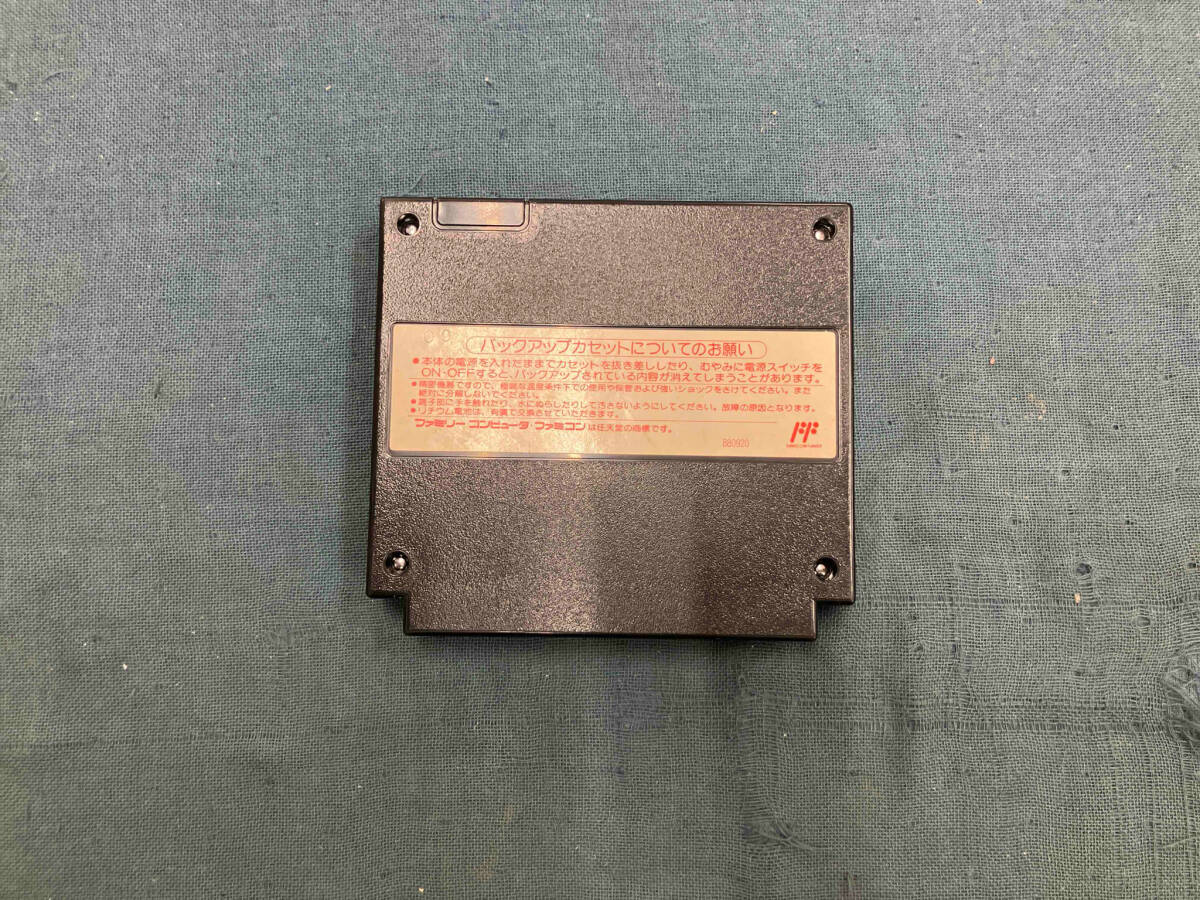 バックアップカセットについてのお願い
●本体の電源を入れたままでカセットを抜き差ししたり、むやみに電源スイッチを
ON・OFFすると、バックアップされている内容が消えてしまうことがあります。
●精密機器ですので、極端な温度条件下での使用や保管および強いショックをさけてください。また
絶対に分解しないでください。
●端子部に手を触れたり、水にぬらしたりして汚さないようにしてください。故障の原因となります。
●リチウム電池は、有償で交換させていただきます。
ファミリーコンピュータ・ファミコンは任天堂の商標です。
880920
FF